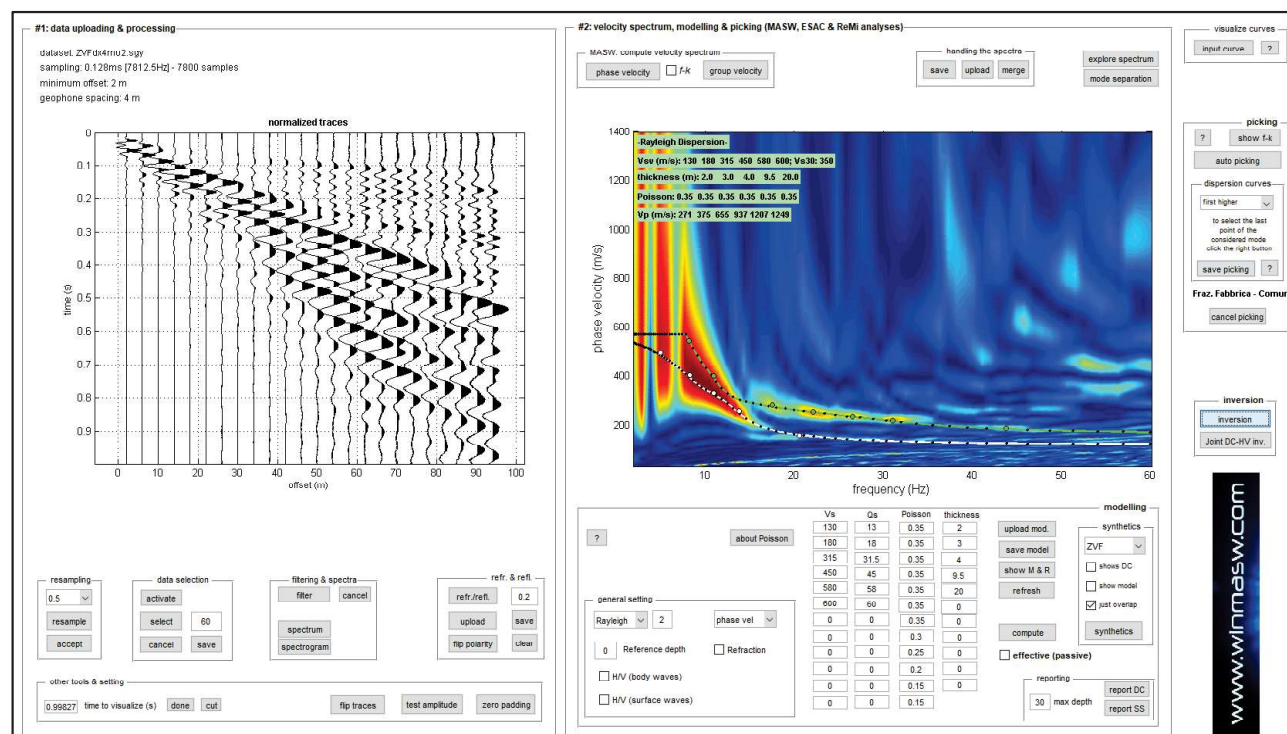 #1: data uploading & processing
dataset: ZVFdx4mo2.sgy
sampling: 0.128ms [7812.5Hz] - 7800 samples
minimum offset: 2 m
geophone spacing: 4 m
normalized traces
0
0.1
0.2
0.3
0.4
0.5
0.6
0.7
0.8
0.9
time (s)
0 10 20 30 40 50 60 70 80 90 100
offset (m)
resampling
0.5
resample
accept
data selection
activate
select 60
cancel save
filtering & spectra
filter cancel
spectrum
spectrogram
refr. & refl.
refr./refl. 0.2
upload save
flip polarity clear
other tools & setting
0.99827 time to visualize (s) done cut
flip traces test amplitude zero padding
#2: velocity spectrum, modelling & picking (MASW, ESAC & ReMi analyses)
MASW: compute velocity spectrum
phase velocity f-k group velocity
handling the spectra
save upload merge
explore spectrum
mode separation
1400
1200
1000
800
600
400
200
phase velocity (m/s)
-Rayleigh Dispersion-
Vsv (m/s): 130 180 315 450 580 600; Vs30: 350
thickness (m): 2.0 3.0 4.0 9.5 20.0
Poisson: 0.35 0.35 0.35 0.35 0.35 0.35
Vp (m/s): 271 375 655 937 1207 1249
10 20 30 40 50 60
frequency (Hz)
modelling
?
about Poisson
general setting
Rayleigh 2 phase vel
0 Reference depth Refraction
H/V (body waves)
H/V (surface waves)
Vs Qs Poisson thickness
130 13 0.35 2
180 18 0.35 3
315 31.5 0.35 4
450 45 0.35 9.5
580 58 0.35 20
600 60 0.35 0
0 0 0.35 0
0 0 0.3 0
0 0 0.25 0
0 0 0.2 0
0 0 0.15 0
0 0 0.15
upload mod.
save model
show M & R
refresh
compute
effective (passive)
synthetics
ZVF
shows DC
show model
just overlap
synthetics
reporting
30 max depth
report DC
report SS
visualize curves
input curve ?
picking
? show f-k
auto picking
dispersion curves
first higher
to select the last
point of the
considered mode
click the right button
save picking ?
Fraz. Fabbrica - Comun
cancel picking
inversion
inversion
Joint DC-HV inv.
www.winmasw.com